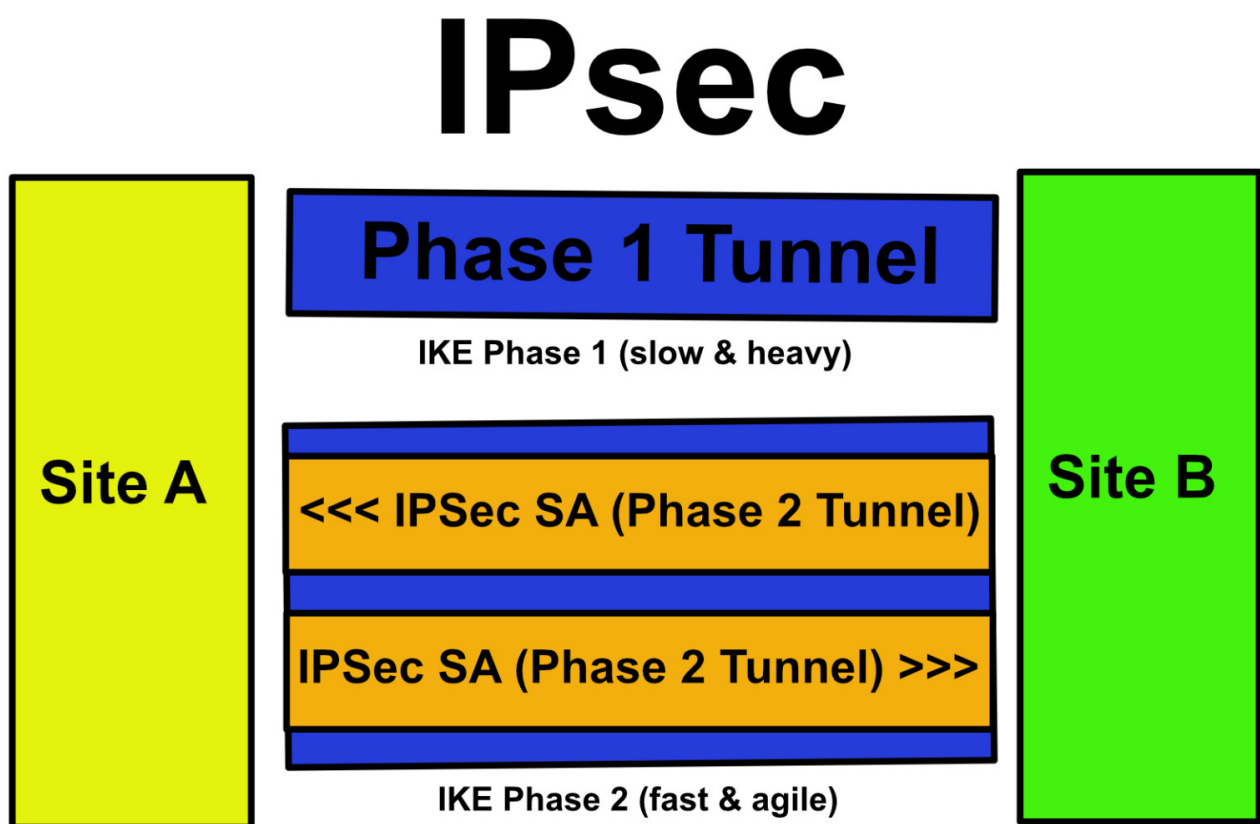 IPsec
Phase 1 Tunnel
IKE Phase 1 (slow & heavy)
Site A
Site B
<<< IPSec SA (Phase 2 Tunnel)
IPSec SA (Phase 2 Tunnel) >>>
IKE Phase 2 (fast & agile)